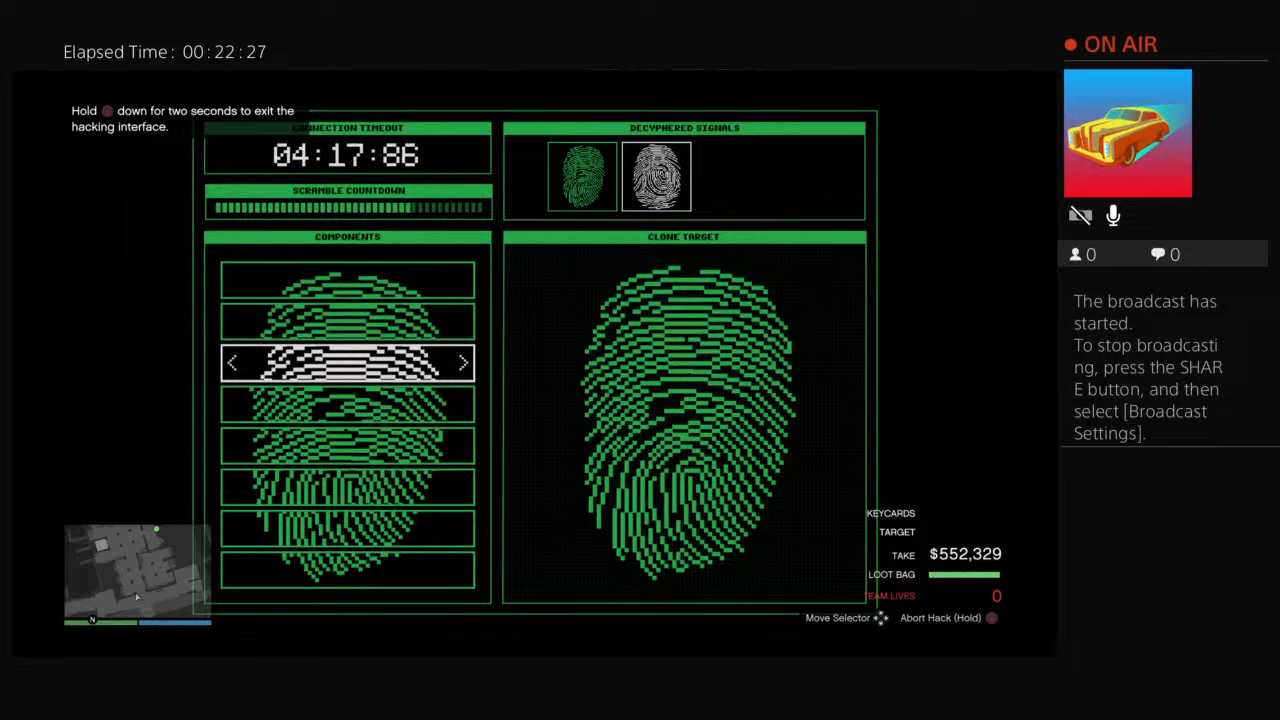 Elapsed Time: 00:22:27
ON AIR
Hold down for two seconds to exit the
hacking interface.
CONNECTION TIMEOUT
04:17:86
SCRAMBLE COUNTDOWN
DECYPHERED SIGNALS
COMPONENTS
CLONE TARGET
0
0
The broadcast has
started.
To stop broadcasti
ng, press the SHAR
E button, and then
select [Broadcast
Settings].
KEYCARDS
TARGET
TAKE $552,329
LOOT BAG
TEAM LIVES 0
Move Selector Abort Hack (Hold)
N